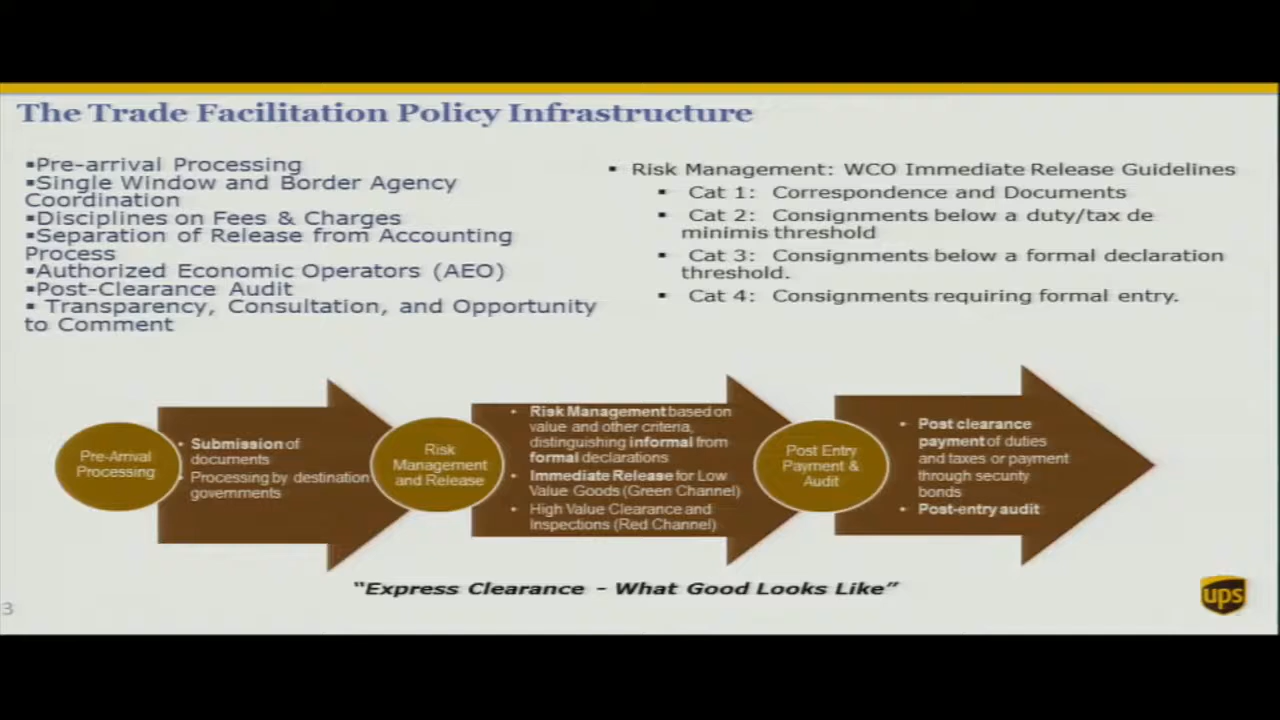 The Trade Facilitation Policy Infrastructure
▪Pre-arrival Processing
▪Single Window and Border Agency
Coordination
▪Disciplines on Fees & Charges
▪Separation of Release from Accounting
Process
▪Authorized Economic Operators (AEO)
▪Post-Clearance Audit
▪ Transparency, Consultation, and Opportunity
to Comment
▪ Risk Management: WCO Immediate Release Guidelines
▪ Cat 1: Correspondence and Documents
▪ Cat 2: Consignments below a duty/tax de
minimis threshold
▪ Cat 3: Consignments below a formal declaration
threshold.
▪ Cat 4: Consignments requiring formal entry.
Pre-Arrival
Processing
• Submission of
documents
• Processing by destination
governments
Risk
Management
and Release
• Risk Management based on
value and other criteria,
distinguishing informal from
formal declarations
• Immediate Release for Low
Value Goods (Green Channel)
• High Value Clearance and
Inspections (Red Channel)
Post Entry
Payment &
Audit
• Post clearance
payment of duties
and taxes or payment
through security
bonds
• Post-entry audit
"Express Clearance - What Good Looks Like"
3
ups